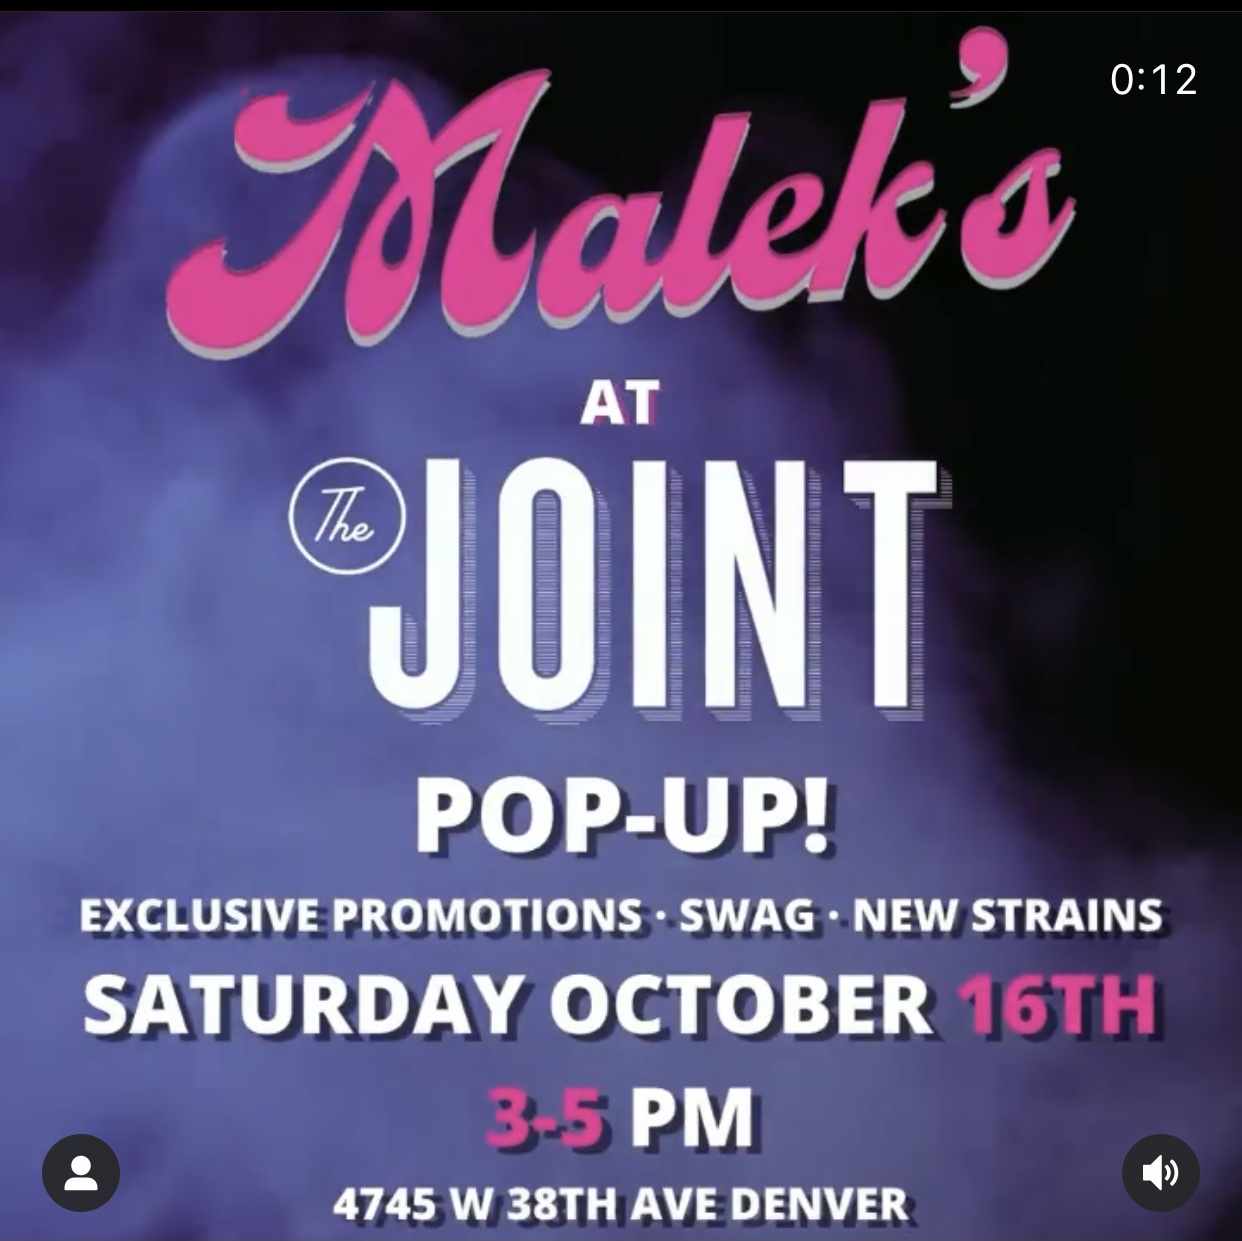 0:12
Malek's
AT
The JOINT
POP-UP!
EXCLUSIVE PROMOTIONS · SWAG · NEW STRAINS
SATURDAY OCTOBER 16TH
3-5 PM
4745 W 38TH AVE DENVER